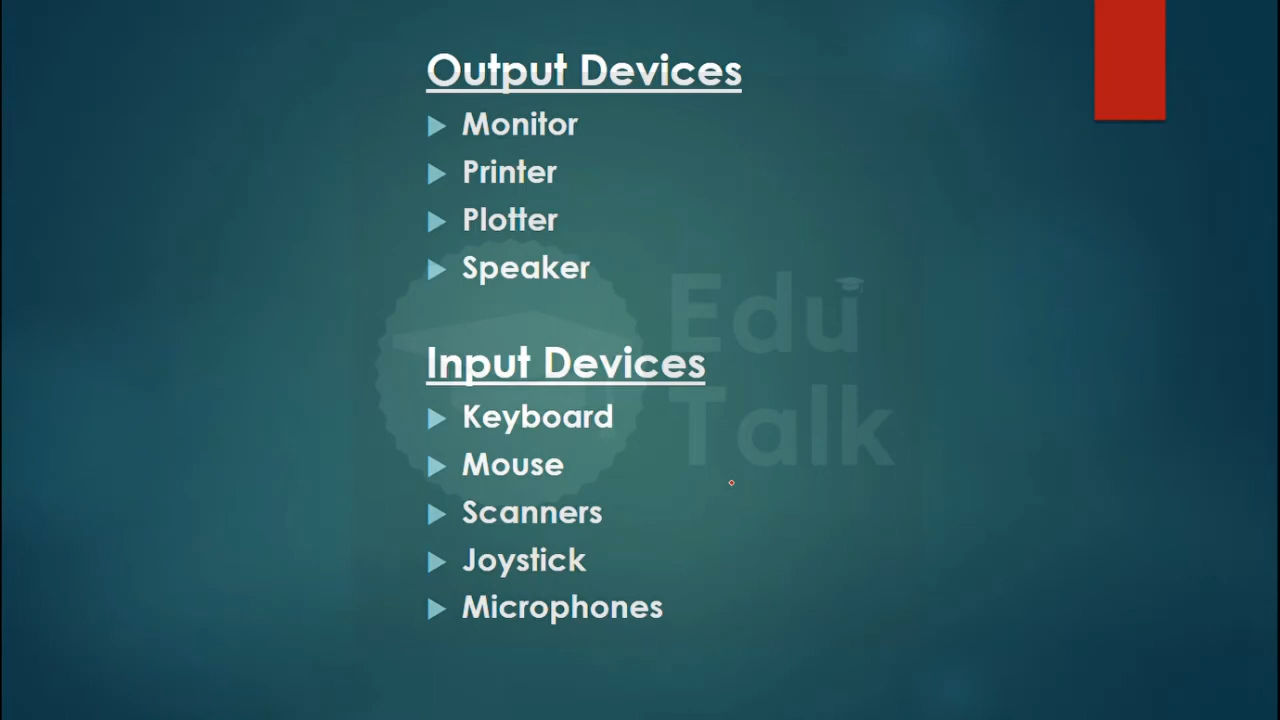 Output Devices
Monitor
Printer
Plotter
Speaker
Edu
Input Devices
Talk
Keyboard
Mouse
Scanners
Joystick
Microphones